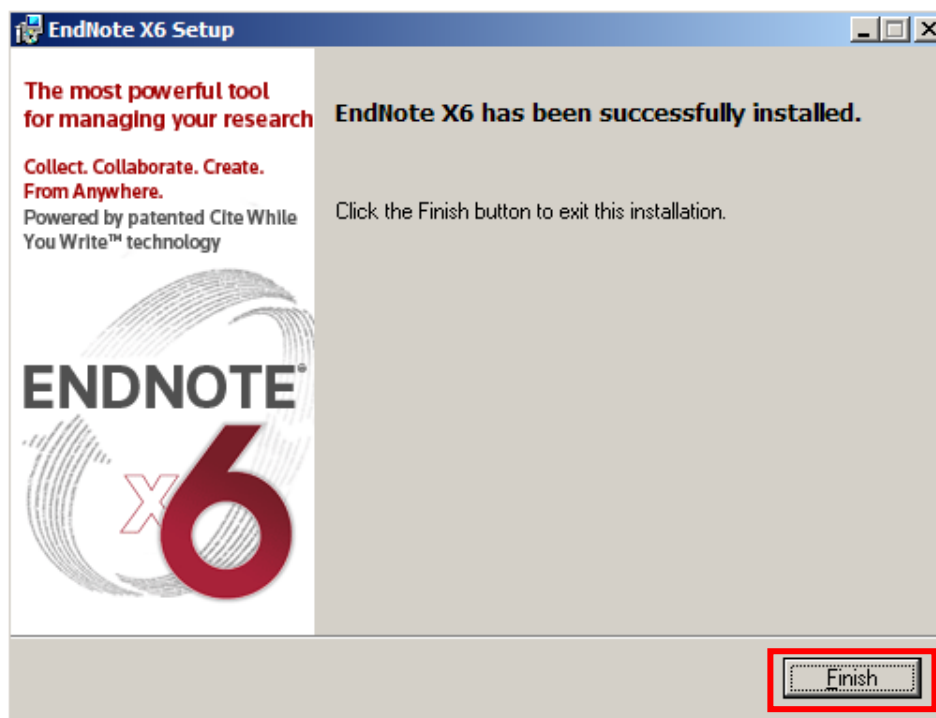 EndNote X6 Setup
The most powerful tool
for managing your research
Collect. Collaborate. Create.
From Anywhere.
Powered by patented Cite While
You Write™ technology
ENDNOTE®
X6
EndNote X6 has been successfully installed.
Click the Finish button to exit this installation.
Finish